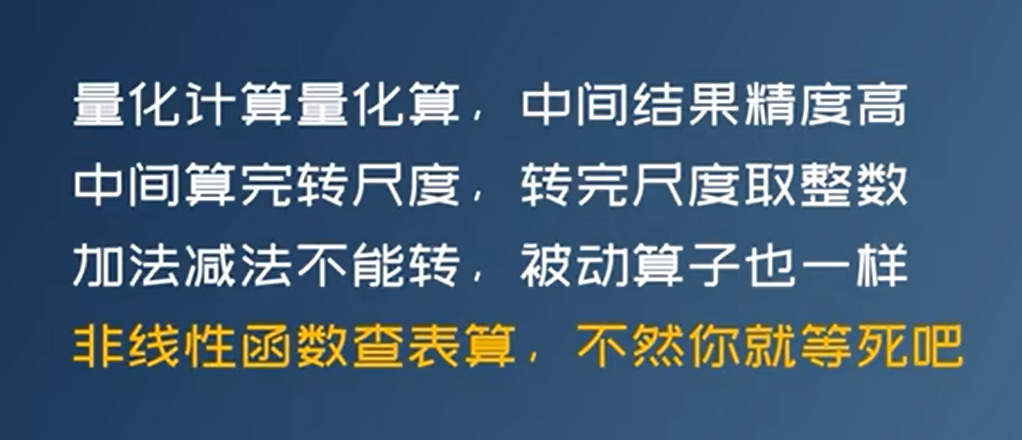 量化计算量化算，中间结果精度高
中间算完转尺度，转完尺度取整数
加法减法不能转，被动算子也一样
非线性函数查表算，不然你就等死吧